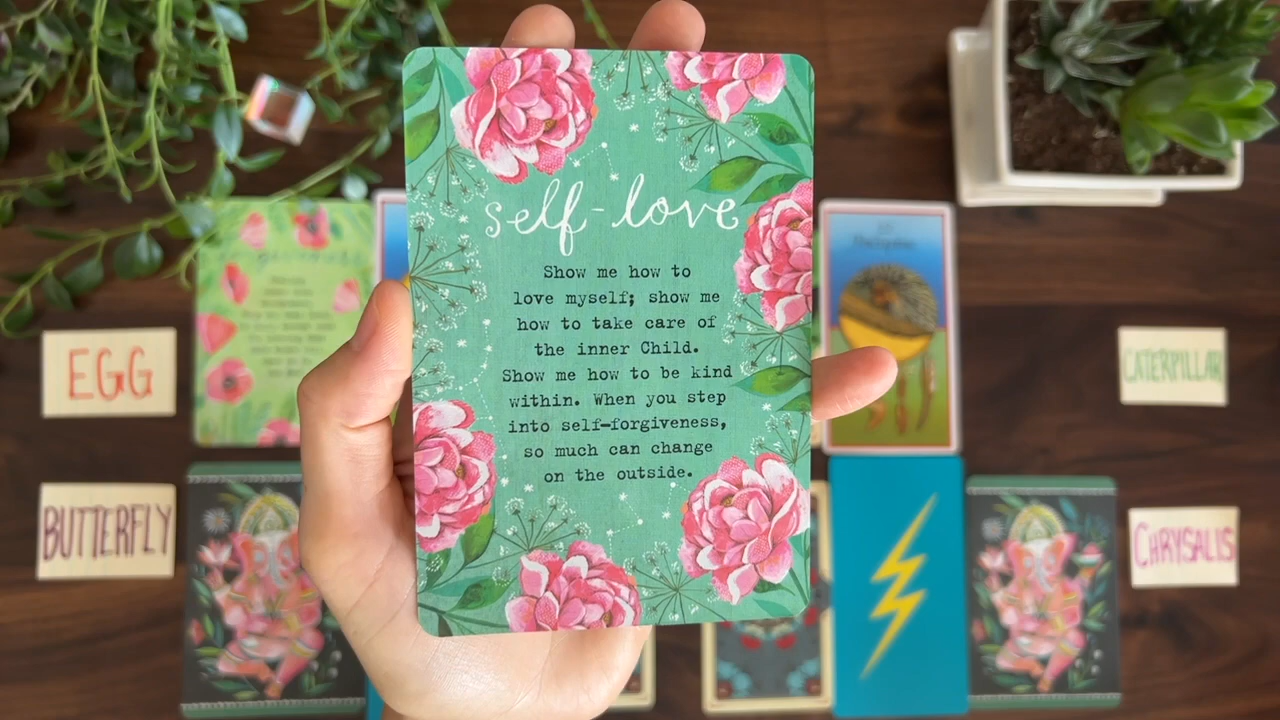 self-love
Show me how to
love myself; show me
how to take care of
the inner Child.
Show me how to be kind
within. When you step
into self-forgiveness,
so much can change
on the outside.
EGG
CATERPILLAR
BUTTERFLY
CHRYSALIS